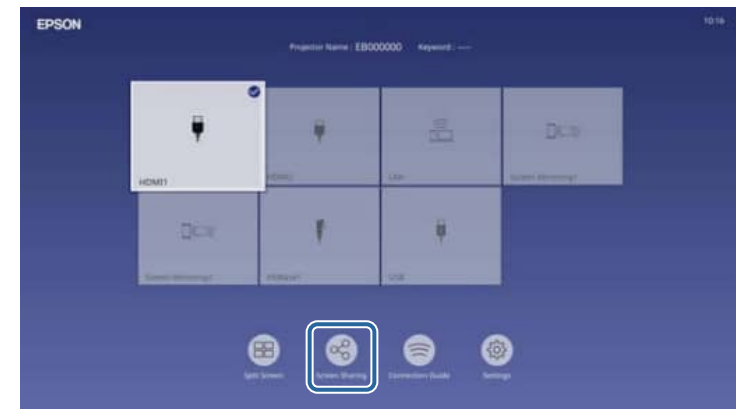 EPSON
10:16
Projector Name : EB000000 Keyword : ----
HDMI1
HDMI2
LAN
Screen Mirroring1
Screen Mirroring2
HDBaseT
USB
Split Screen
Screen Sharing
Connection Guide
Settings